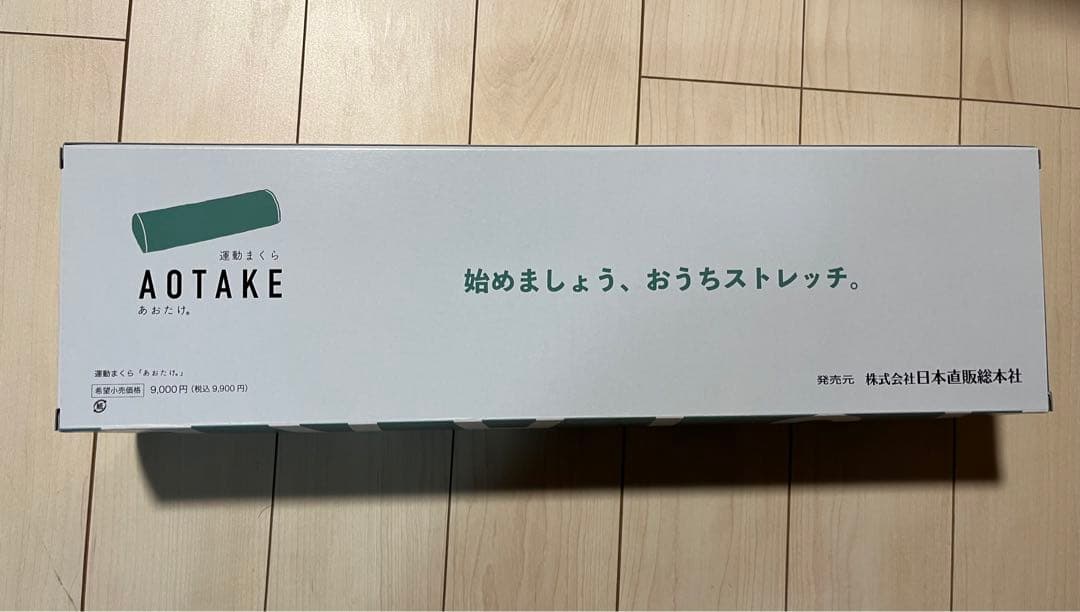 運動まくら
AOTAKE
あおたけ。
始めましょう、おうちストレッチ。
運動まくら「あおたけ。」
希望小売価格 9,000円(税込9,900円)
紙
発売元 株式会社日本直販総本社